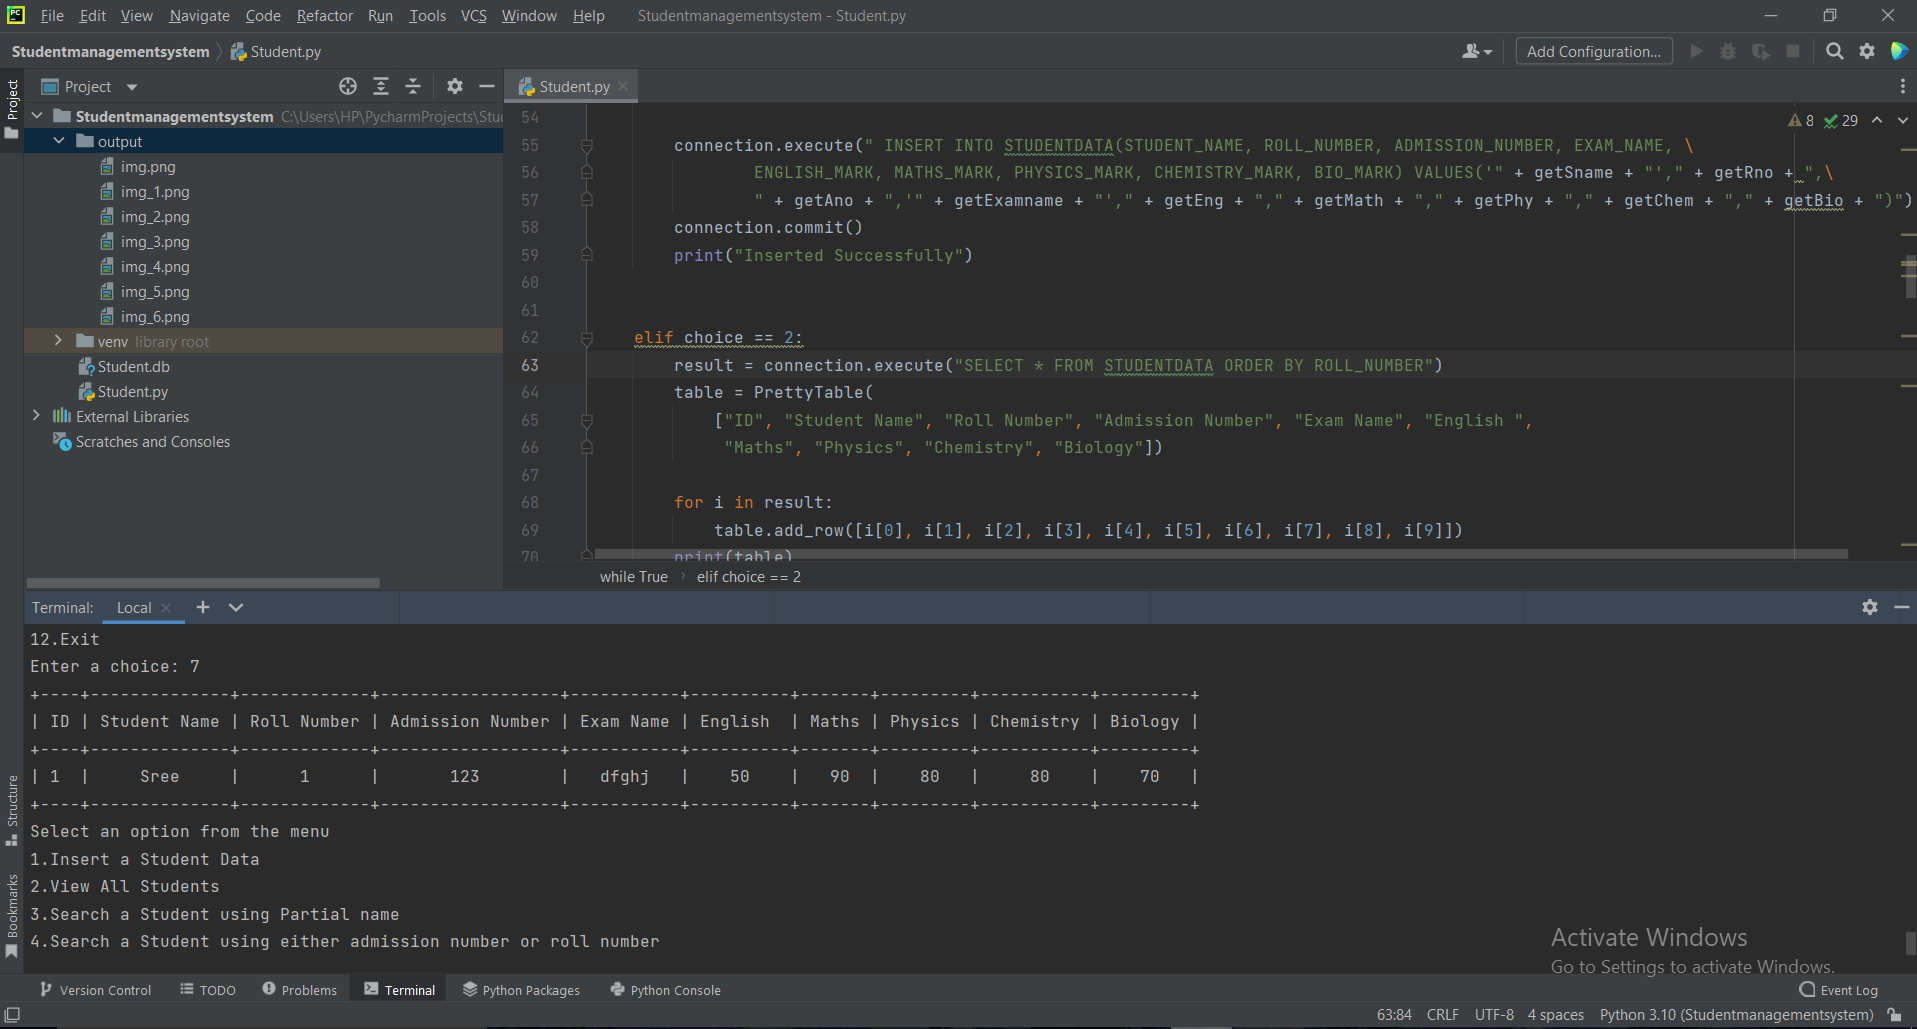 PC File Edit View Navigate Code Refactor Run Tools VCS Window Help Studentmanagementsystem - Student.py
Studentmanagementsystem Student.py Add Configuration...
Project
Project
Studentmanagementsystem C:\Users\HP\PycharmProjects\Stu
output
img.png
img_1.png
img_2.png
img_3.png
img_4.png
img_5.png
img_6.png
venv library root
Student.db
Student.py
External Libraries
Scratches and Consoles
Student.py
8 29
54
55 connection.execute(" INSERT INTO STUDENTDATA(STUDENT_NAME, ROLL_NUMBER, ADMISSION_NUMBER, EXAM_NAME, \
56 ENGLISH_MARK, MATHS_MARK, PHYSICS_MARK, CHEMISTRY_MARK, BIO_MARK) VALUES('" + getSname + "'," + getRno + ",\
57 " + getAno + ",'" + getExamname + "'," + getEng + "," + getMath + "," + getPhy + "," + getChem + "," + getBio + ")")
58 connection.commit()
59 print("Inserted Successfully")
60
61
62 elif choice == 2:
63 result = connection.execute("SELECT * FROM STUDENTDATA ORDER BY ROLL_NUMBER")
64 table = PrettyTable(
65 ["ID", "Student Name", "Roll Number", "Admission Number", "Exam Name", "English ",
66 "Maths", "Physics", "Chemistry", "Biology"])
67
68 for i in result:
69 table.add_row([i[0], i[1], i[2], i[3], i[4], i[5], i[6], i[7], i[8], i[9]])
70 print(table)
while True elif choice == 2
Terminal: Local
12.Exit
Enter a choice: 7
+----+--------------+-------------+------------------+-----------+----------+-------+---------+-----------+---------+
| ID | Student Name | Roll Number | Admission Number | Exam Name | English  | Maths | Physics | Chemistry | Biology |
+----+--------------+-------------+------------------+-----------+----------+-------+---------+-----------+---------+
| 1  |     Sree     |      1      |       123        |   dfghj   |    50    |   90  |    80   |     80    |    70   |
+----+--------------+-------------+------------------+-----------+----------+-------+---------+-----------+---------+
Select an option from the menu
1.Insert a Student Data
2.View All Students
3.Search a Student using Partial name
4.Search a Student using either admission number or roll number
Structure
Bookmarks
Activate Windows
Go to Settings to activate Windows.
Version Control TODO Problems Terminal Python Packages Python Console Event Log
63:84 CRLF UTF-8 4 spaces Python 3.10 (Studentmanagementsystem)